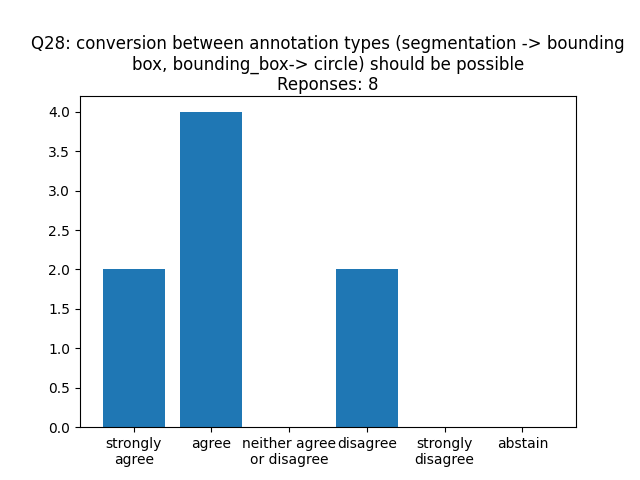 Q28: conversion between annotation types (segmentation -> bounding
box, bounding_box-> circle) should be possible
Reponses: 8
4.0
3.5
3.0
2.5
2.0
1.5
1.0
0.5
0.0
strongly
agree
agree
neither agree
or disagree
disagree
strongly
disagree
abstain